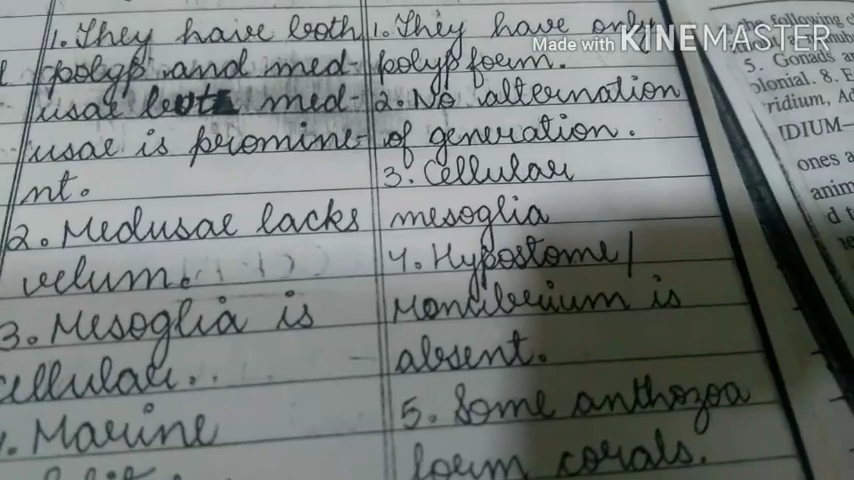 1. They have both
polyp and med-
usae but med-
usae is promine-
nt.
2. Medusae lacks
velum.
3. Mesoglia is
cellular..
Marine
1. They have only
polyp form.
2. No alternation
of generation.
3. Cellular
mesoglia
4. Hypostome/
Manuberium is
absent.
5. Some anthozoa
form corals.
Made with KINEMASTER
the following
5. Gonads
olonial. 8.
ridium,
IDIUM—
ones a
anim
d t